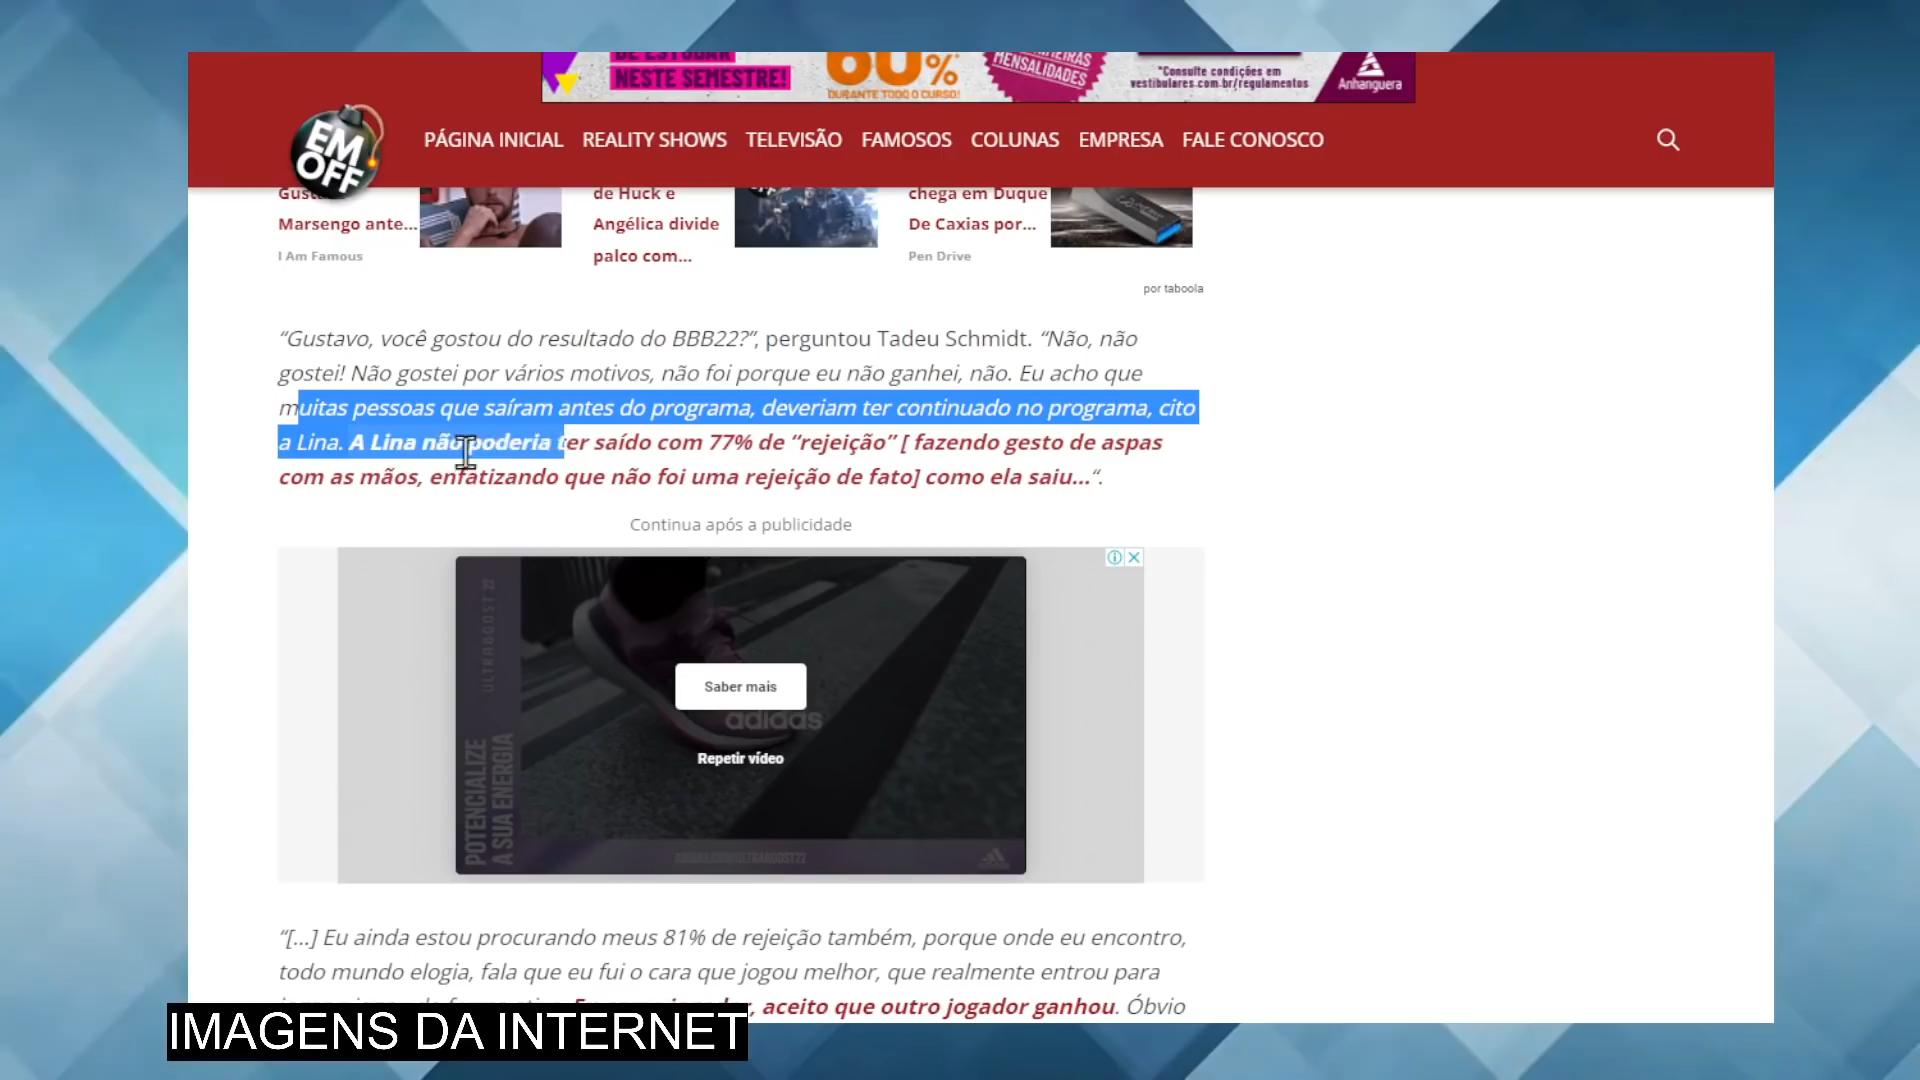 NESTE SEMESTRE!
60%
DURANTE TODO O CURSO!
MENSALIDADES
*Consulte condições em
vestibulares.com.br/regulamentos
Anhanguera
EM
OFF
PÁGINA INICIAL REALITY SHOWS TELEVISÃO FAMOSOS COLUNAS EMPRESA FALE CONOSCO
Marsengo ante...
I Am Famous
de Huck e
Angélica divide
palco com...
chega em Duque
De Caxias por...
Pen Drive
por taboola
“Gustavo, você gostou do resultado do BBB22?”, perguntou Tadeu Schmidt. “Não, não
gostei! Não gostei por vários motivos, não foi porque eu não ganhei, não. Eu acho que
muitas pessoas que saíram antes do programa, deveriam ter continuado no programa, cito
a Lina. A Lina não poderia ter saído com 77% de “rejeição” [ fazendo gesto de aspas
com as mãos, enfatizando que não foi uma rejeição de fato] como ela saiu...“.
Continua após a publicidade
ULTRABOOST 22
POTENCIALIZE
A SUA ENERGIA
Saber mais
adidas
Repetir vídeo
ADIDAS.COM/ULTRABOOST22
“[...] Eu ainda estou procurando meus 81% de rejeição também, porque onde eu encontro,
todo mundo elogia, fala que eu fui o cara que jogou melhor, que realmente entrou para
, aceito que outro jogador ganhou. Óbvio
IMAGENS DA INTERNET